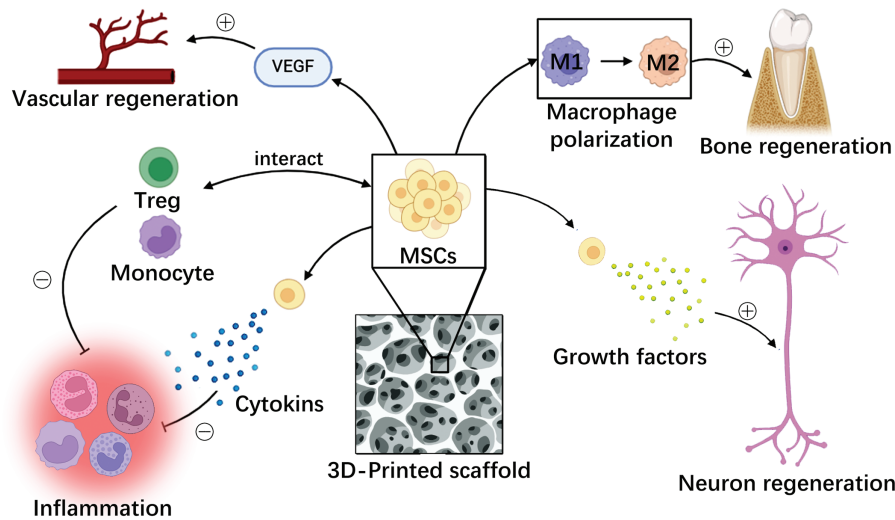 VEGF
Vascular regeneration
M1
M2
Macrophage
polarization
Bone regeneration
interact
Treg
Monocyte
MSCs
Cytokins
Growth factors
3D-Printed scaffold
Inflammation
Neuron regeneration
+
+
+
−
−